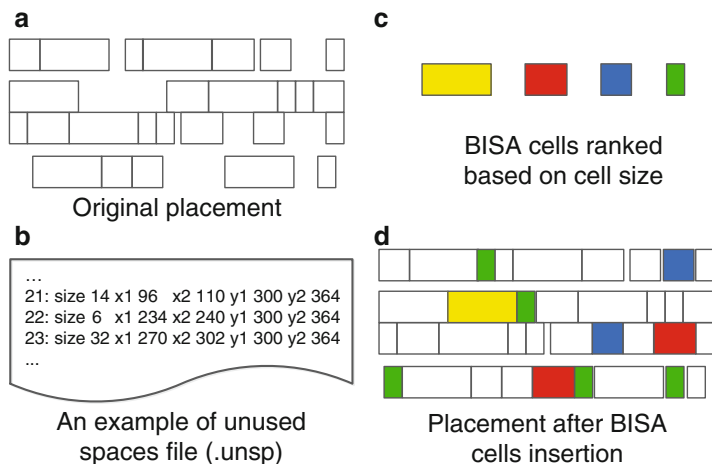 a
Original placement
b
...
21: size 14 x1 96 x2 110 y1 300 y2 364
22: size 6 x1 234 x2 240 y1 300 y2 364
23: size 32 x1 270 x2 302 y1 300 y2 364
...
An example of unused
spaces file (.unsp)
c
BISA cells ranked
based on cell size
d
Placement after BISA
cells insertion